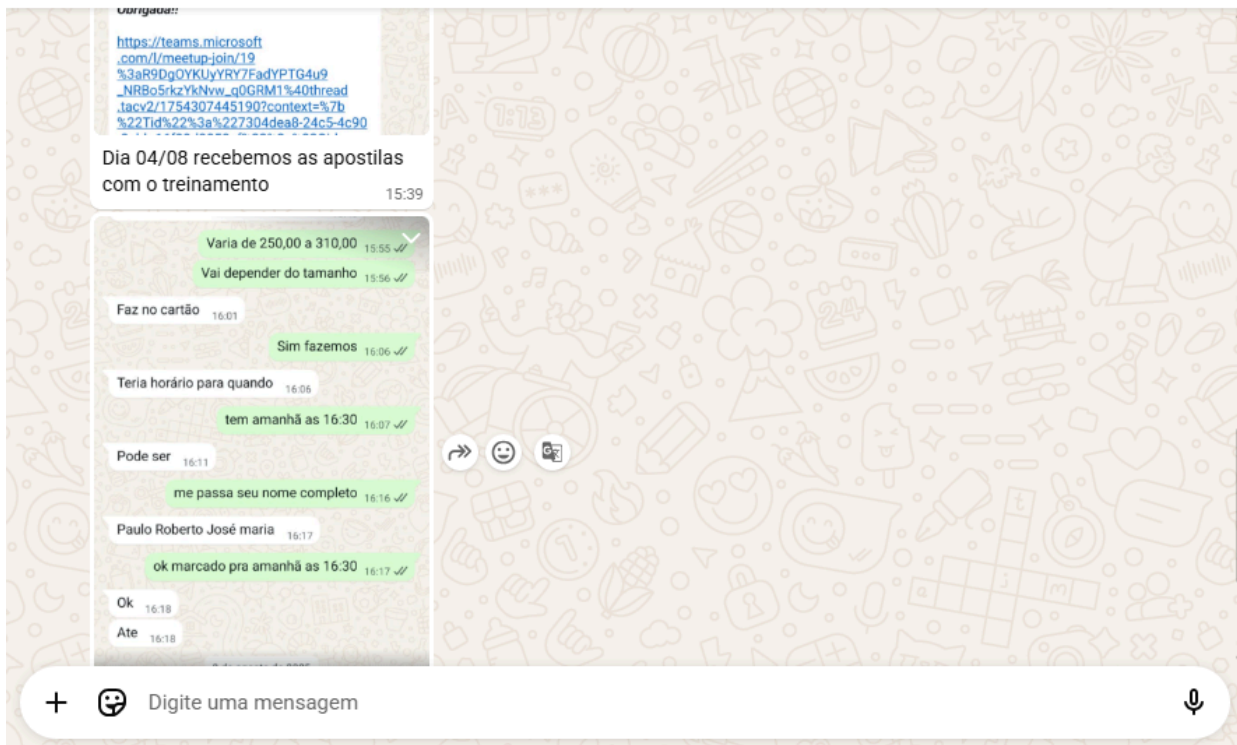 Obrigada!!
https://teams.microsoft
.com/l/meetup-join/19
%3aR9DgOYKUyYRY7FadYPTG4u9
_NRBo5rkzYkNvw_q0GRM1%40thread
.tacv2/1754307445190?context=%7b
%22Tid%22%3a%227304dea8-24c5-4c90
Dia 04/08 recebemos as apostilas
com o treinamento
15:39
Varia de 250,00 a 310,00 15:55
Vai depender do tamanho 15:56
Faz no cartão 16:01
Sim fazemos 16:06
Teria horário para quando 16:06
tem amanhã as 16:30 16:07
Pode ser 16:11
me passa seu nome completo 16:16
Paulo Roberto José maria 16:17
ok marcado pra amanhã as 16:30 16:17
Ok 16:18
Ate 16:18
Digite uma mensagem